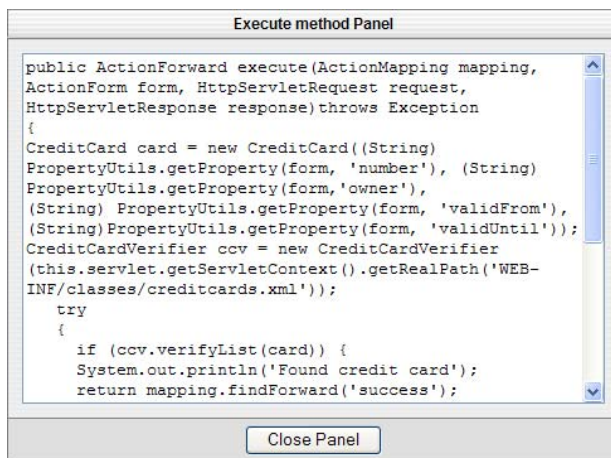 Execute method Panel
public ActionForward execute(ActionMapping mapping,
ActionForm form, HttpServletRequest request,
HttpServletResponse response)throws Exception
{
CreditCard card = new CreditCard((String)
PropertyUtils.getProperty(form, 'number'), (String)
PropertyUtils.getProperty(form,'owner'),
(String) PropertyUtils.getProperty(form, 'validFrom'),
(String)PropertyUtils.getProperty(form, 'validUntil'));
CreditCardVerifier ccv = new CreditCardVerifier
(this.servlet.getServletContext().getRealPath('WEB-
INF/classes/creditcards.xml'));
try
{
if (ccv.verifyList(card)) {
System.out.println('Found credit card');
return mapping.findForward('success');
Close Panel